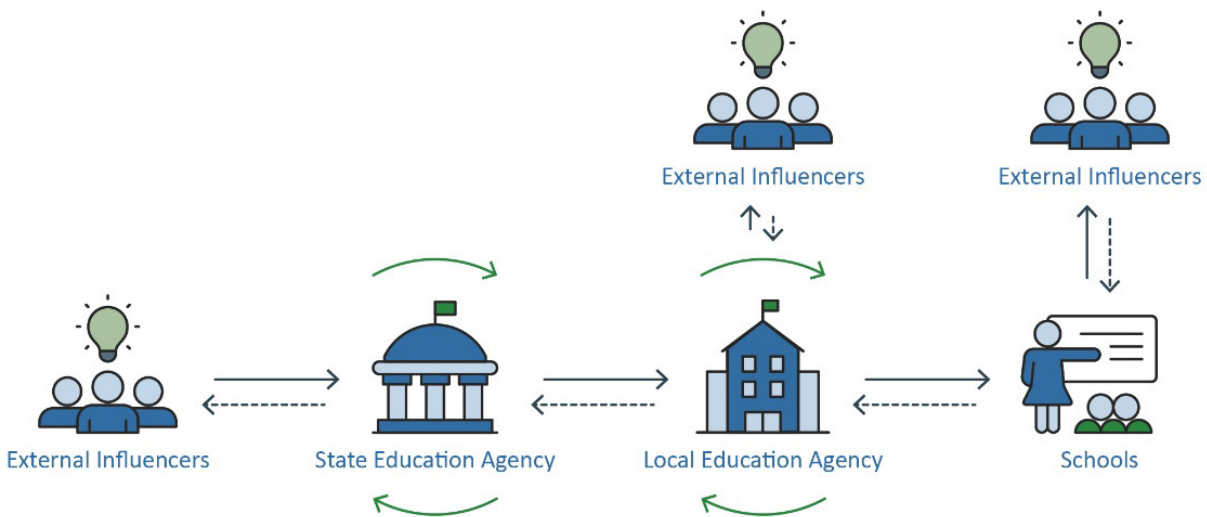 External Influencers
External Influencers
External Influencers
State Education Agency
Local Education Agency
Schools